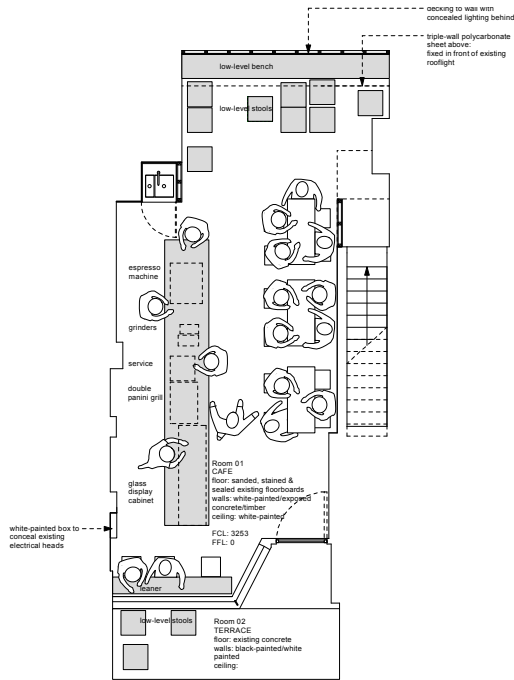 decking to wall with
concealed lighting behind
triple-wall polycarbonate
sheet above:
fixed in front of existing
rooflight
low-level bench
low-level stools
espresso
machine
grinders
service
double
panini grill
glass
display
cabinet
Room 01
CAFE
floor: sanded, stained &
sealed existing floorboards
walls: white-painted/exposed
concrete/timber
ceiling: white-painted
FCL: 3253
FFL: 0
white-painted box to
conceal existing
electrical heads
leaner
low-level stools
Room 02
TERRACE
floor: existing concrete
walls: black-painted/white
painted
ceiling: